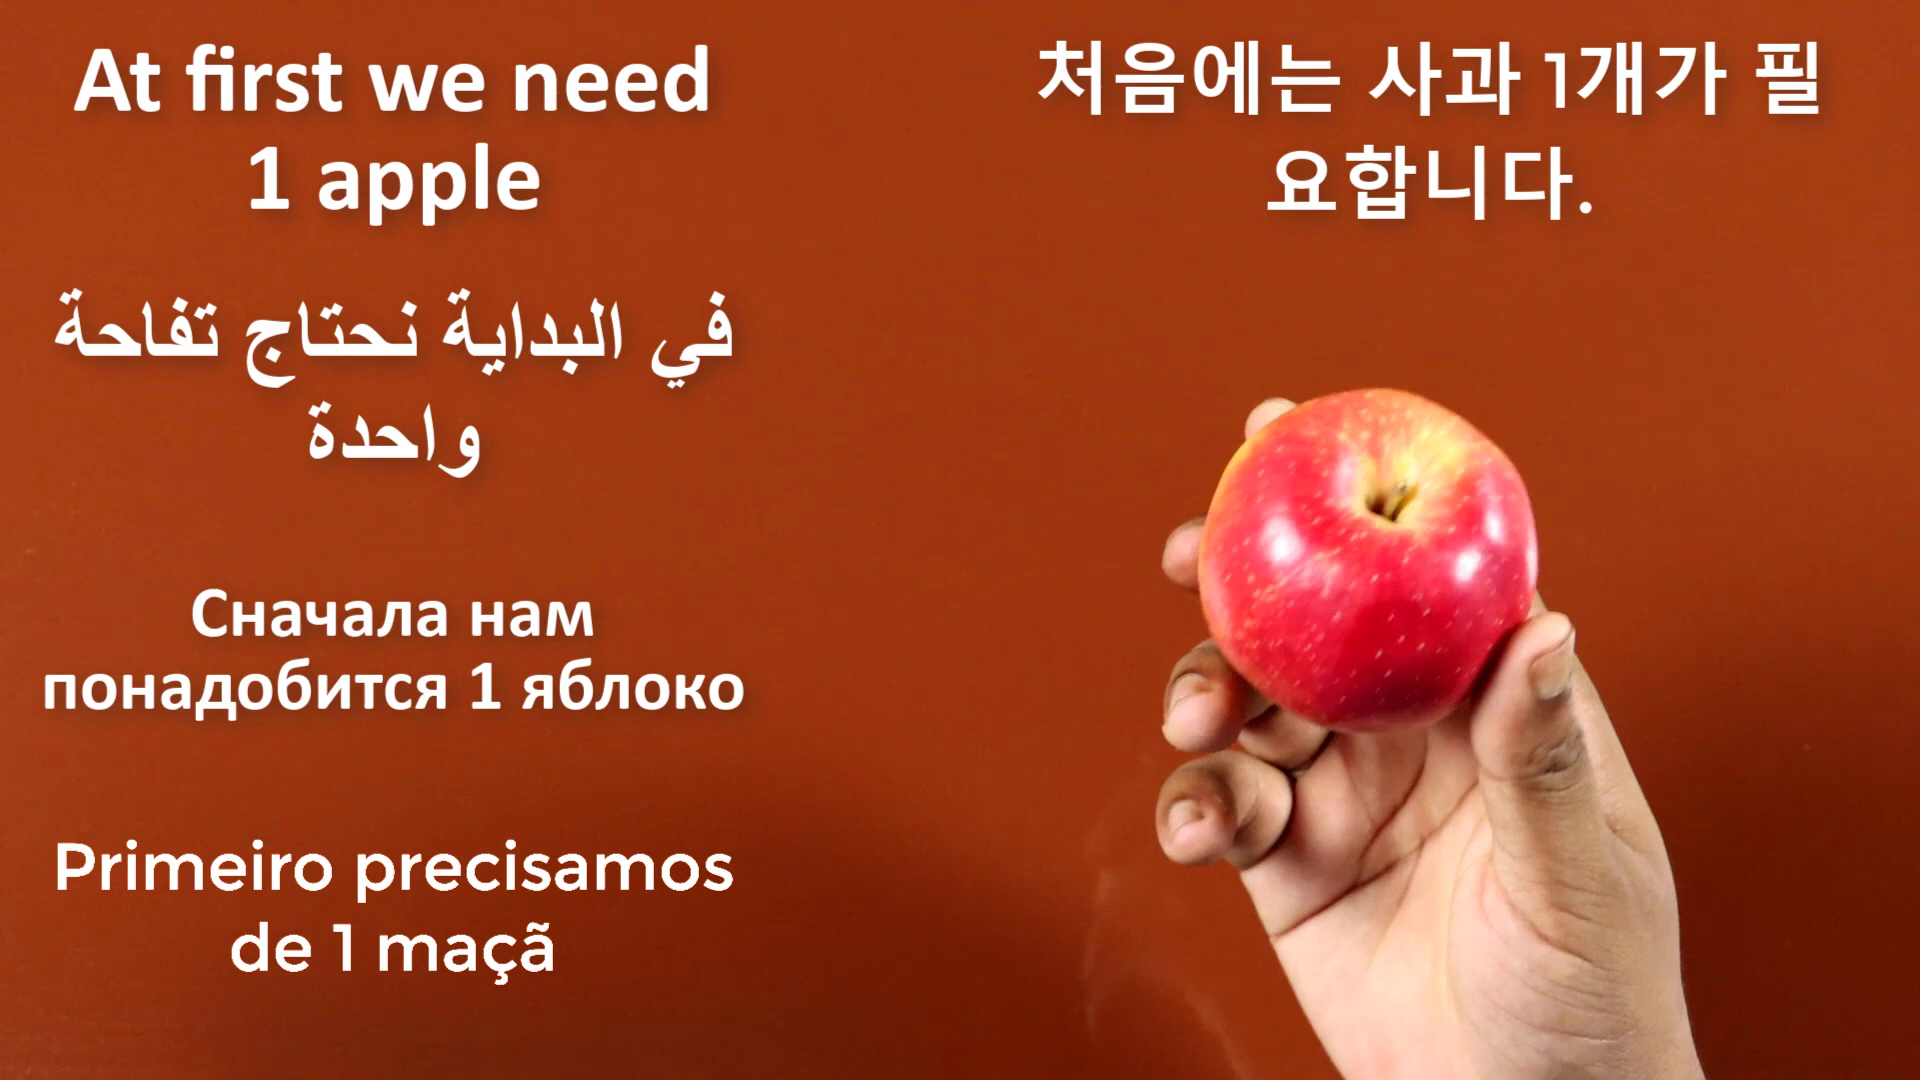 At first we need
1 apple
في البداية نحتاج تفاحة
واحدة
Сначала нам
понадобится 1 яблоко
Primeiro precisamos
de 1 maçã
처음에는 사과 1개가 필
요합니다.